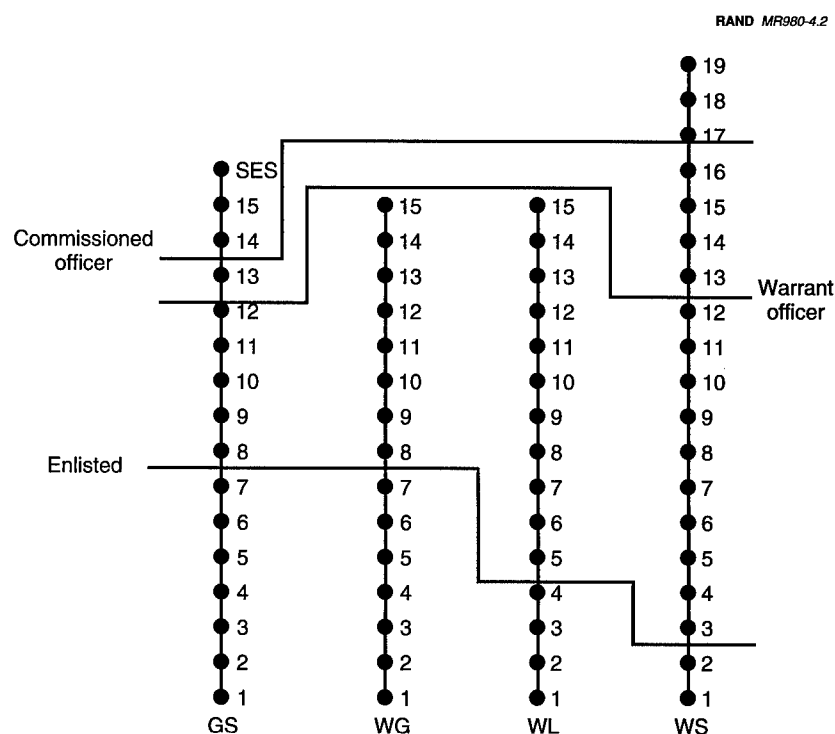 RAND MR980-4.2
19
18
17
SES 16
15 15 15 15
Commissioned
officer
14 14 14 14
13 13 13 13
Warrant
officer
12 12 12 12
11 11 11 11
10 10 10 10
9 9 9 9
8 8 8 8
Enlisted
7 7 7 7
6 6 6 6
5 5 5 5
4 4 4 4
3 3 3 3
2 2 2 2
1 1 1 1
GS WG WL WS